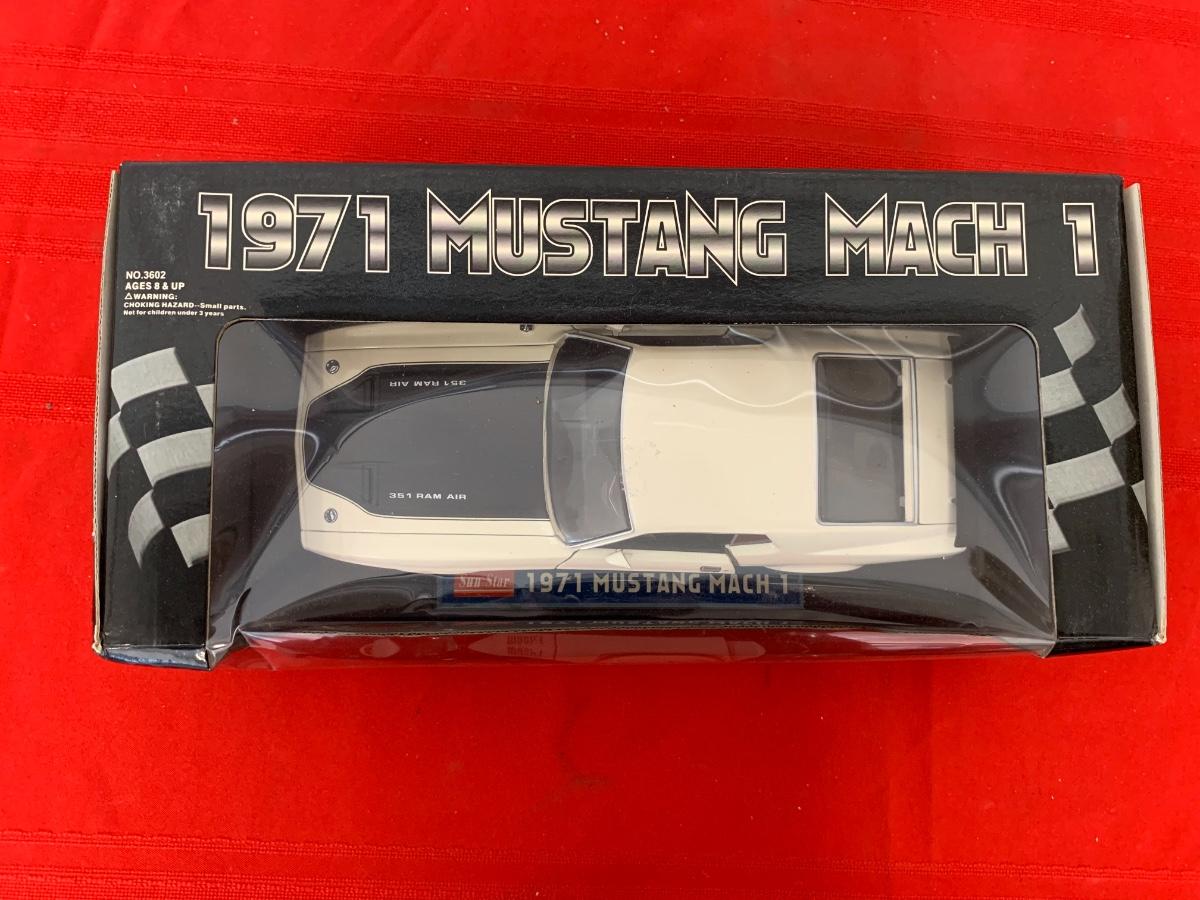 1971 MUSTANG MACH 1
NO.3602
AGES 8 & UP
⚠WARNING:
CHOKING HAZARD--Small parts.
Not for children under 3 years
351 RAM AIR
351 RAM AIR
Sun Star 1971 MUSTANG MACH 1